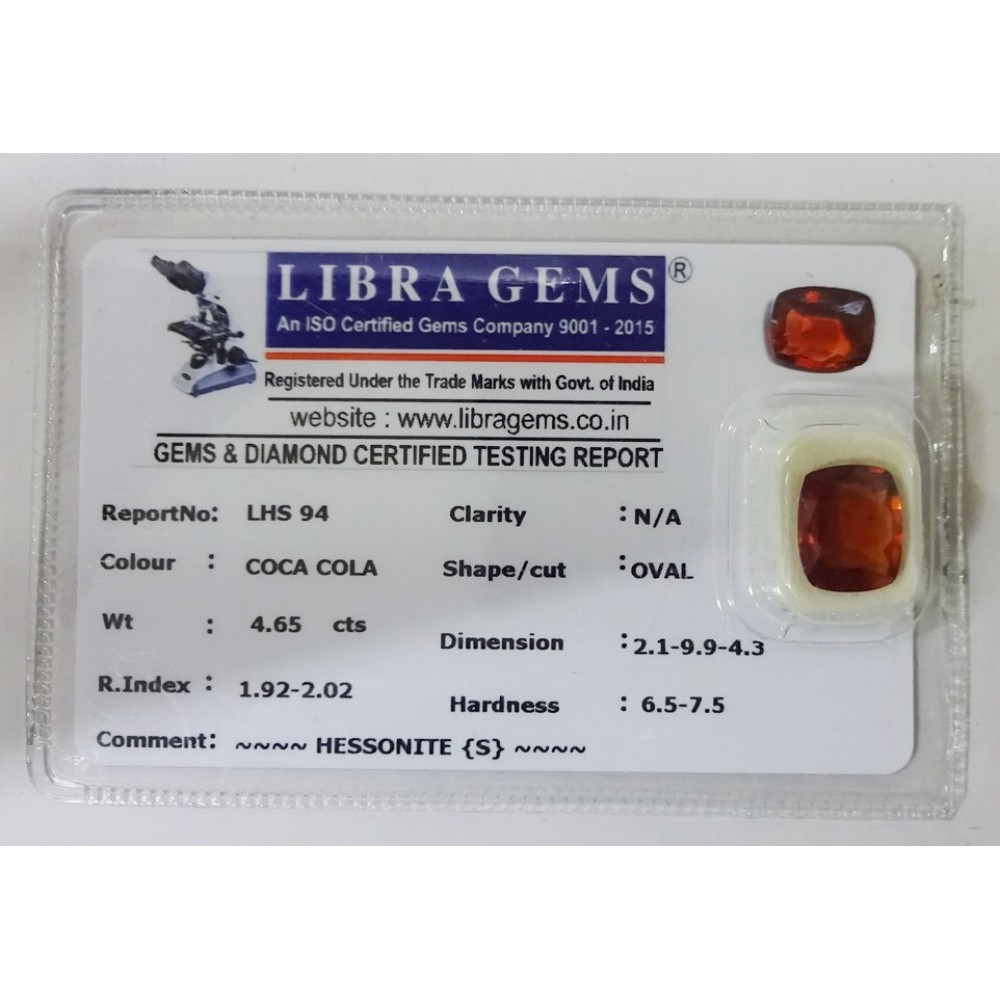 LIBRA GEMS ®
An ISO Certified Gems Company 9001 - 2015
Registered Under the Trade Marks with Govt. of India
website : www.libragems.co.in
GEMS & DIAMOND CERTIFIED TESTING REPORT
ReportNo: LHS 94 Clarity : N/A
Colour : COCA COLA Shape/cut : OVAL
Wt : 4.65 cts Dimension : 2.1-9.9-4.3
R.Index : 1.92-2.02 Hardness : 6.5-7.5
Comment: ~~~~ HESSONITE {S} ~~~~